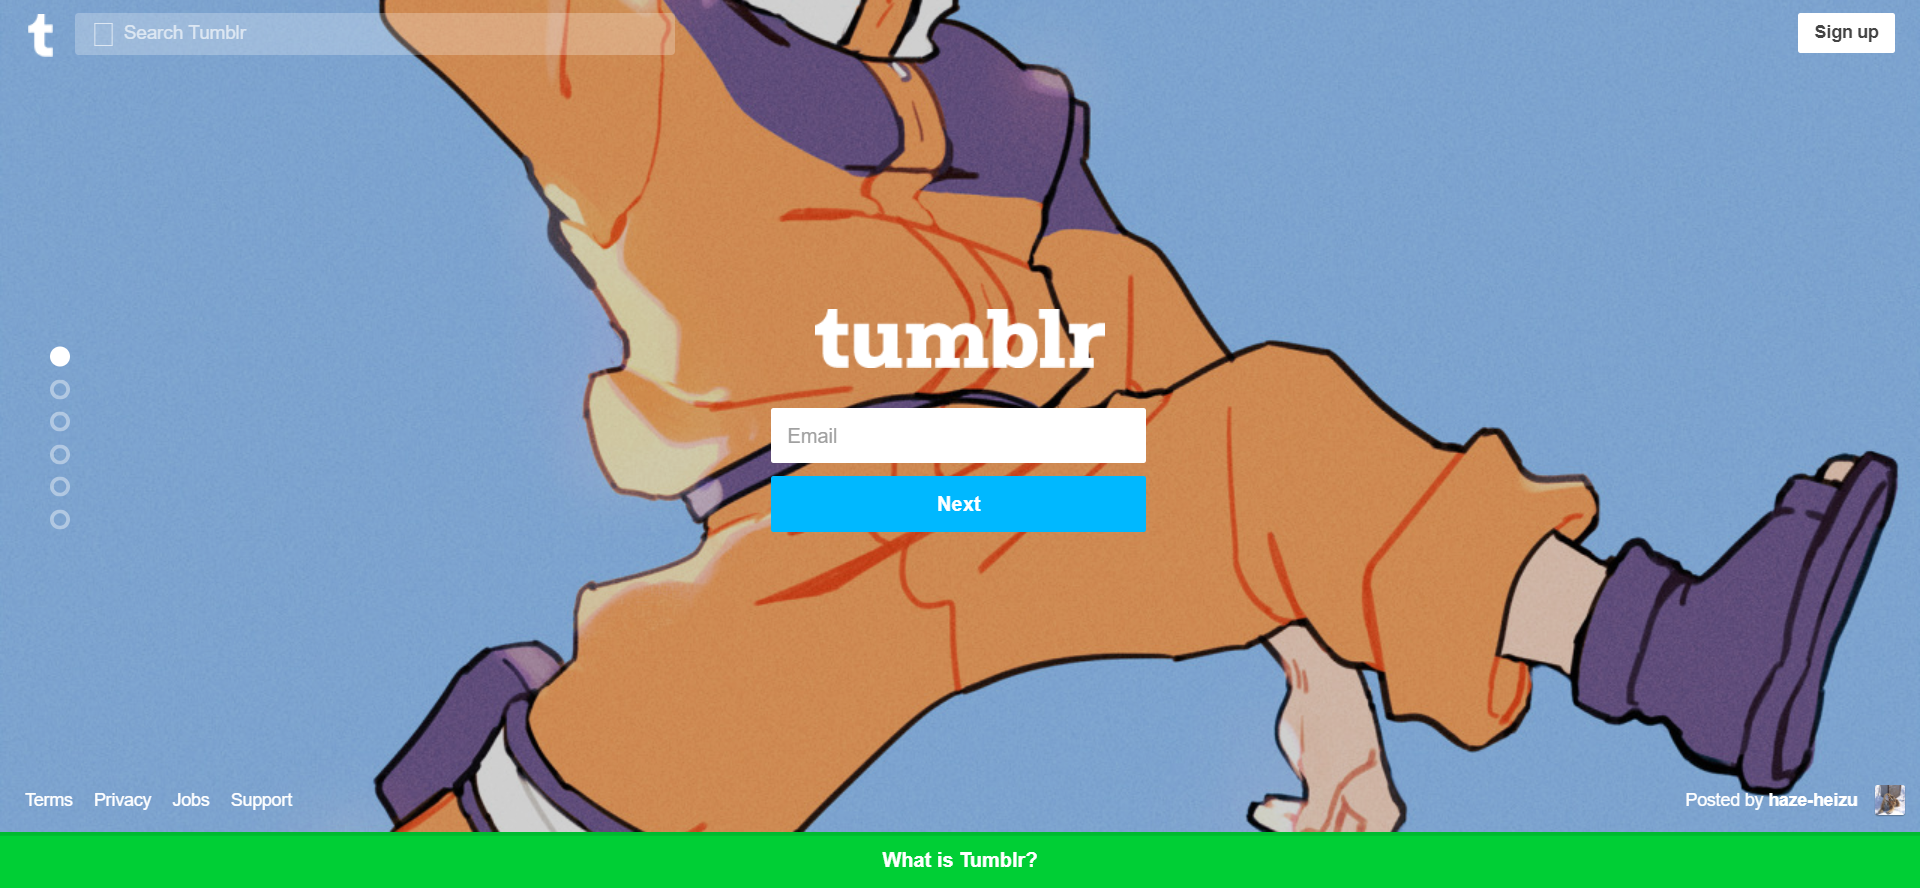 t
Search Tumblr
Sign up
tumblr
Email
Next
Terms Privacy Jobs Support
Posted by haze-heizu
What is Tumblr?